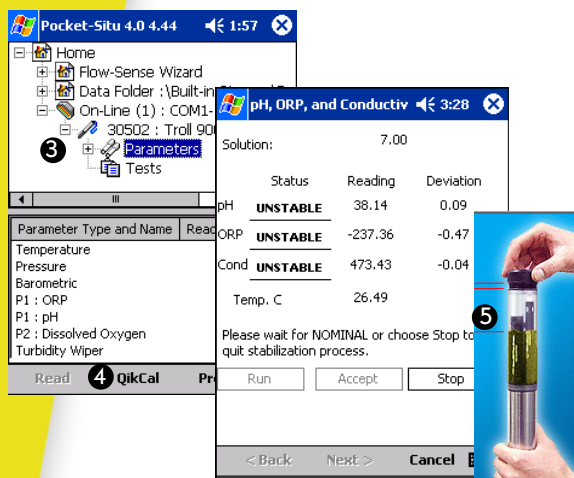 Pocket-Situ 4.0 4.44 1:57
Home
Flow-Sense Wizard
Data Folder :\Built-in
On-Line (1) : COM1-
30502 : Troll 90
3
Parameters
Tests
Parameter Type and Name
Temperature
Pressure
Barometric
P1 : ORP
P1 : pH
P2 : Dissolved Oxygen
Turbidity Wiper
Read 4 QikCal
pH, ORP, and Conductiv 3:28
Solution: 7.00
Status Reading Deviation
pH UNSTABLE 38.14 0.09
ORP UNSTABLE -237.36 -0.47
Cond UNSTABLE 473.43 -0.04
Temp. C 26.49
Please wait for NOMINAL or choose Stop to
quit stabilization process.
Run Accept Stop
< Back Next > Cancel
5